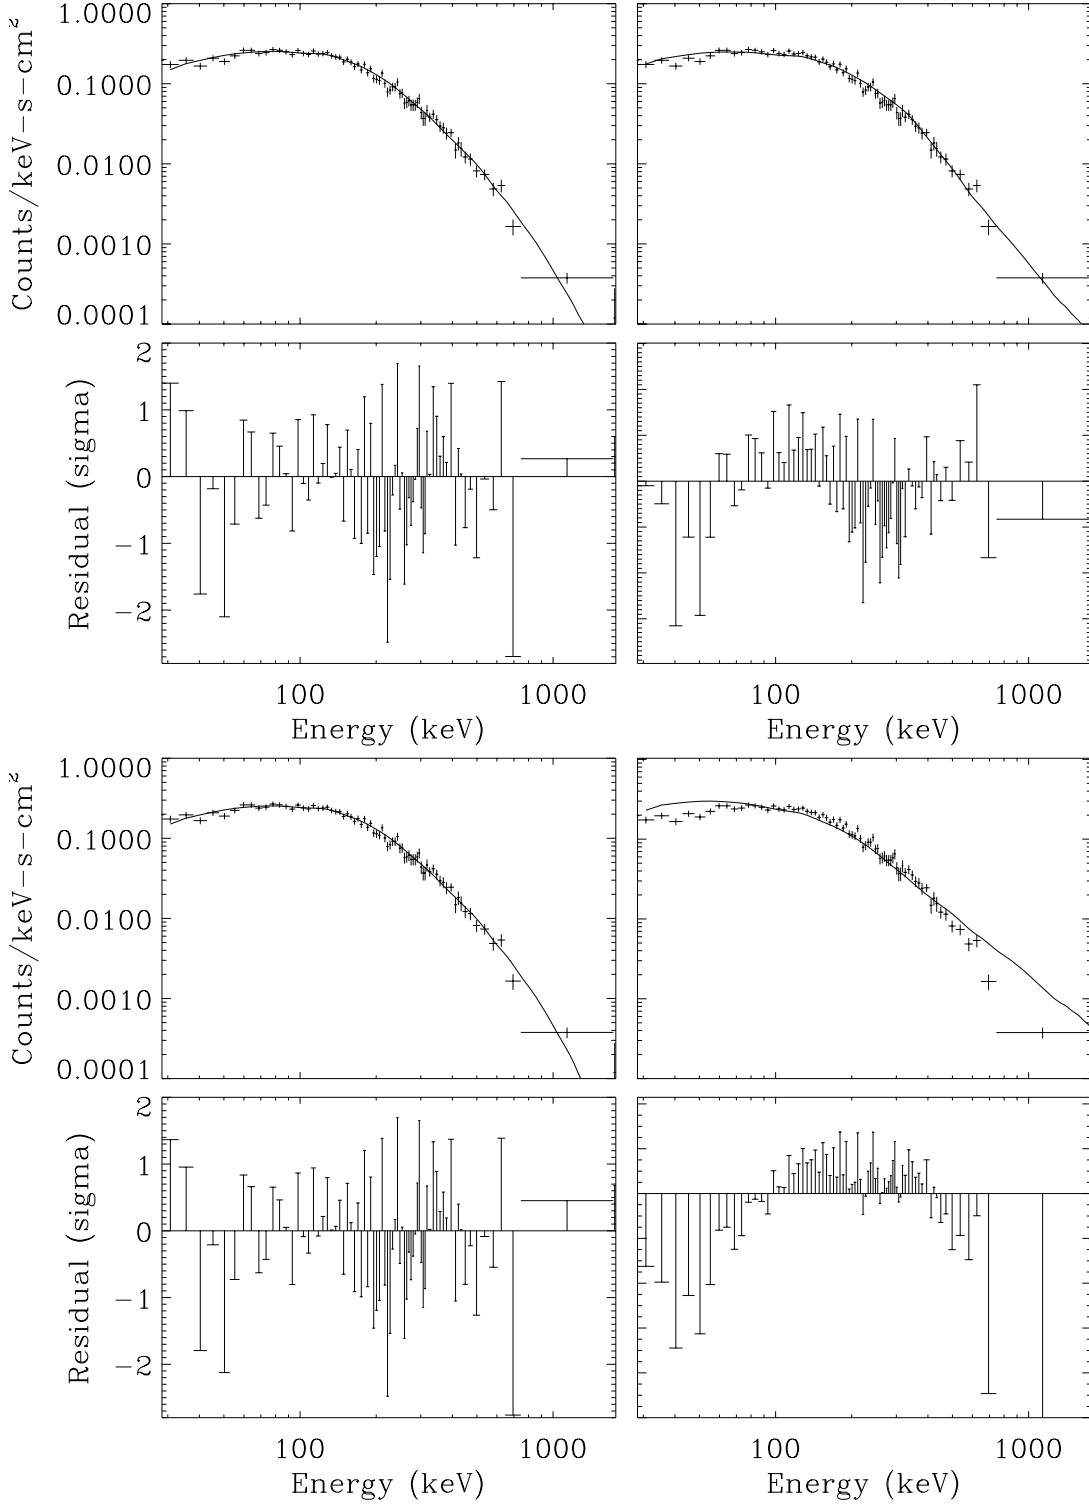 1.0000
0.1000
0.0100
0.0010
0.0001
Counts/keV−s−cm²
2
1
0
−1
−2
Residual (sigma)
100 1000 100 1000
Energy (keV) Energy (keV)
1.0000
0.1000
0.0100
0.0010
0.0001
Counts/keV−s−cm²
2
1
0
−1
−2
Residual (sigma)
100 1000 100 1000
Energy (keV) Energy (keV)